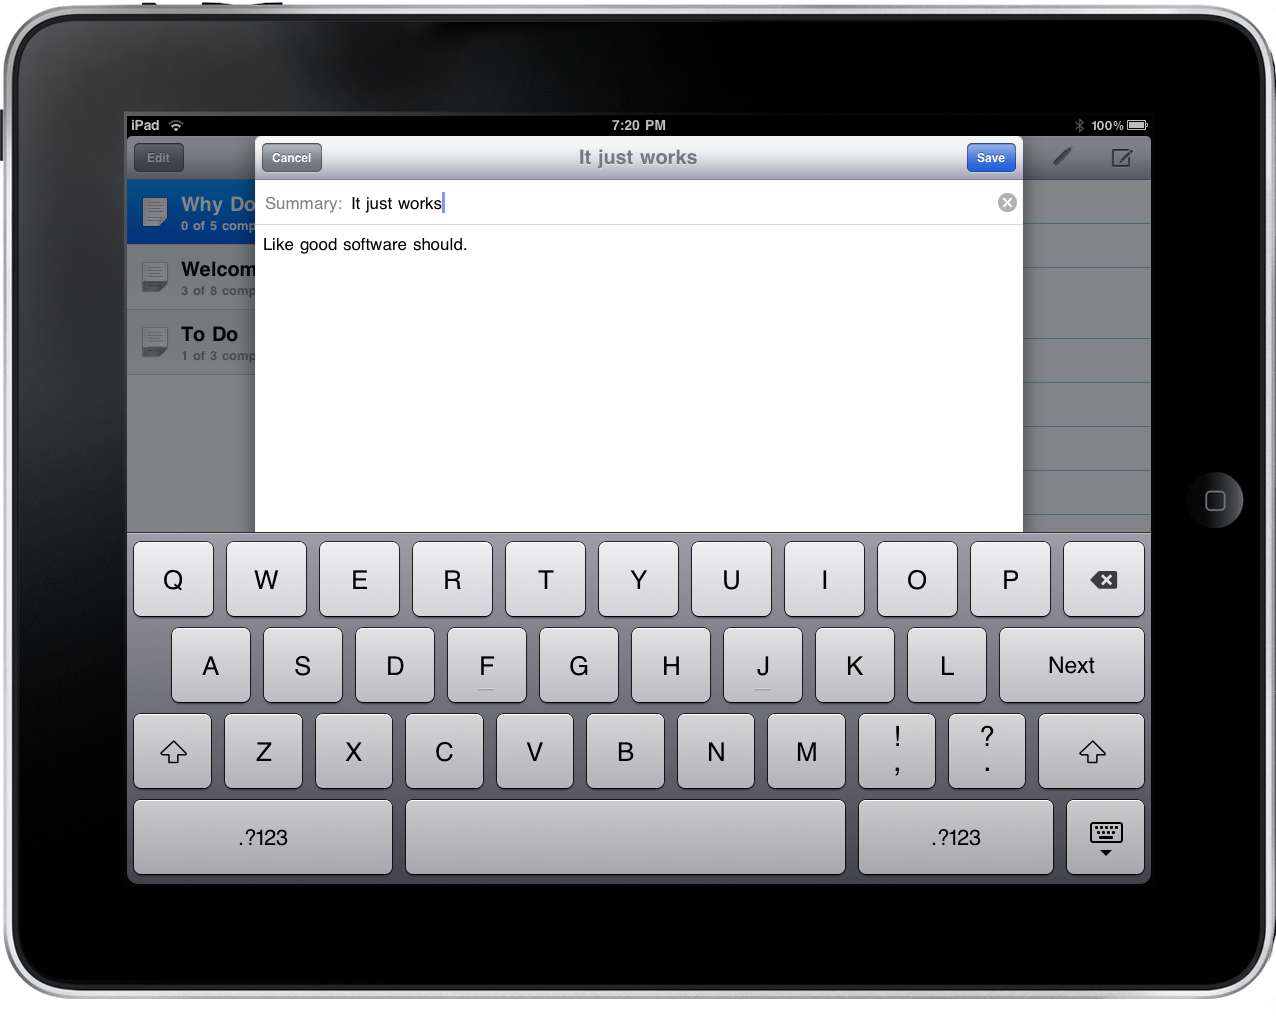 iPad 7:20 PM 100%
Edit Cancel It just works Save
Summary: It just works
Why Do
0 of 5 comp
Like good software should.
Welcom
3 of 8 comp
To Do
1 of 3 comp
Q W E R T Y U I O P
A S D F G H J K L Next
Z X C V B N M ! , ? .
.?123 .?123